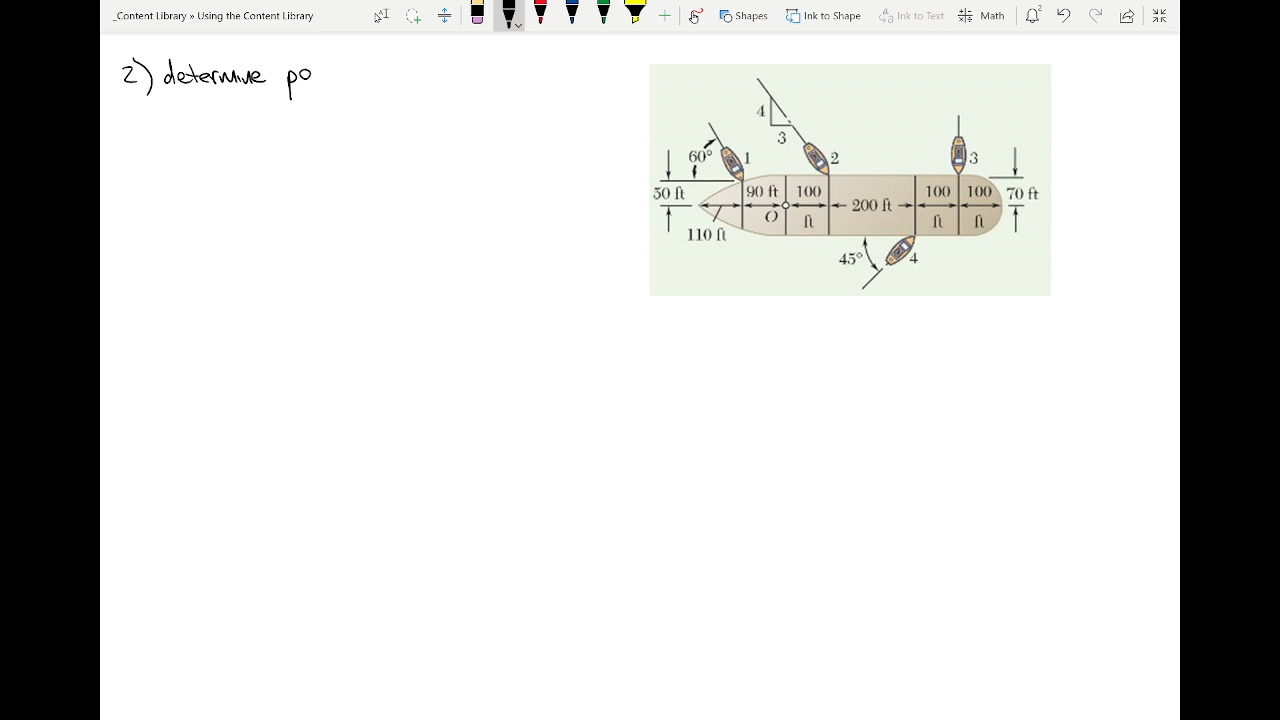 _Content Library » Using the Content Library
Shapes
Ink to Shape
Ink to Text
Math
2) determine po
4
3
60°
1
2
3
50 ft
90 ft
100
ft
200 ft
100
ft
100
ft
70 ft
O
110 ft
45°
4